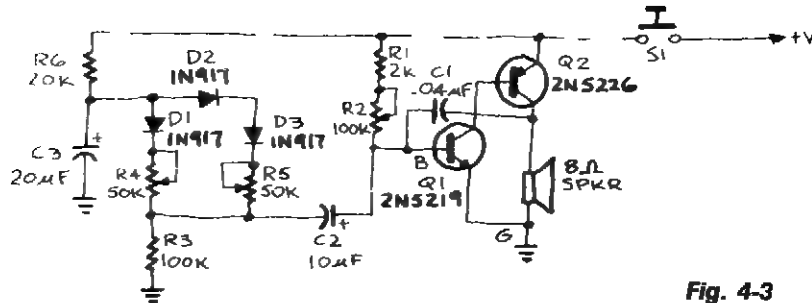 S1
+V
R6
20K
D2
1N917
R1
2K
C1
.04µF
Q2
2N5226
D1
1N917
D3
1N917
R2
100K
C3
20µF
+
R4
50K
R5
50K
B
Q1
2N5219
8Ω
SPKR
C2
10µF
+
R3
100K
G
Fig. 4-3